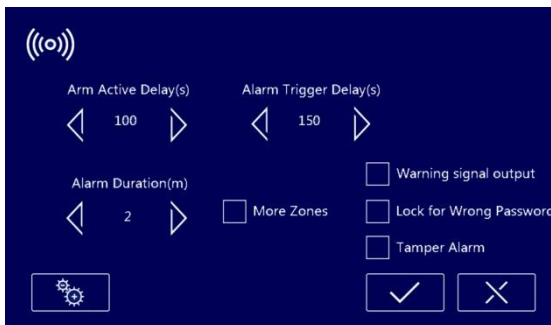 Arm Active Delay(s)
Alarm Trigger Delay(s)
100
150
Alarm Duration(m)
2
More Zones
Warning signal output
Lock for Wrong Password
Tamper Alarm